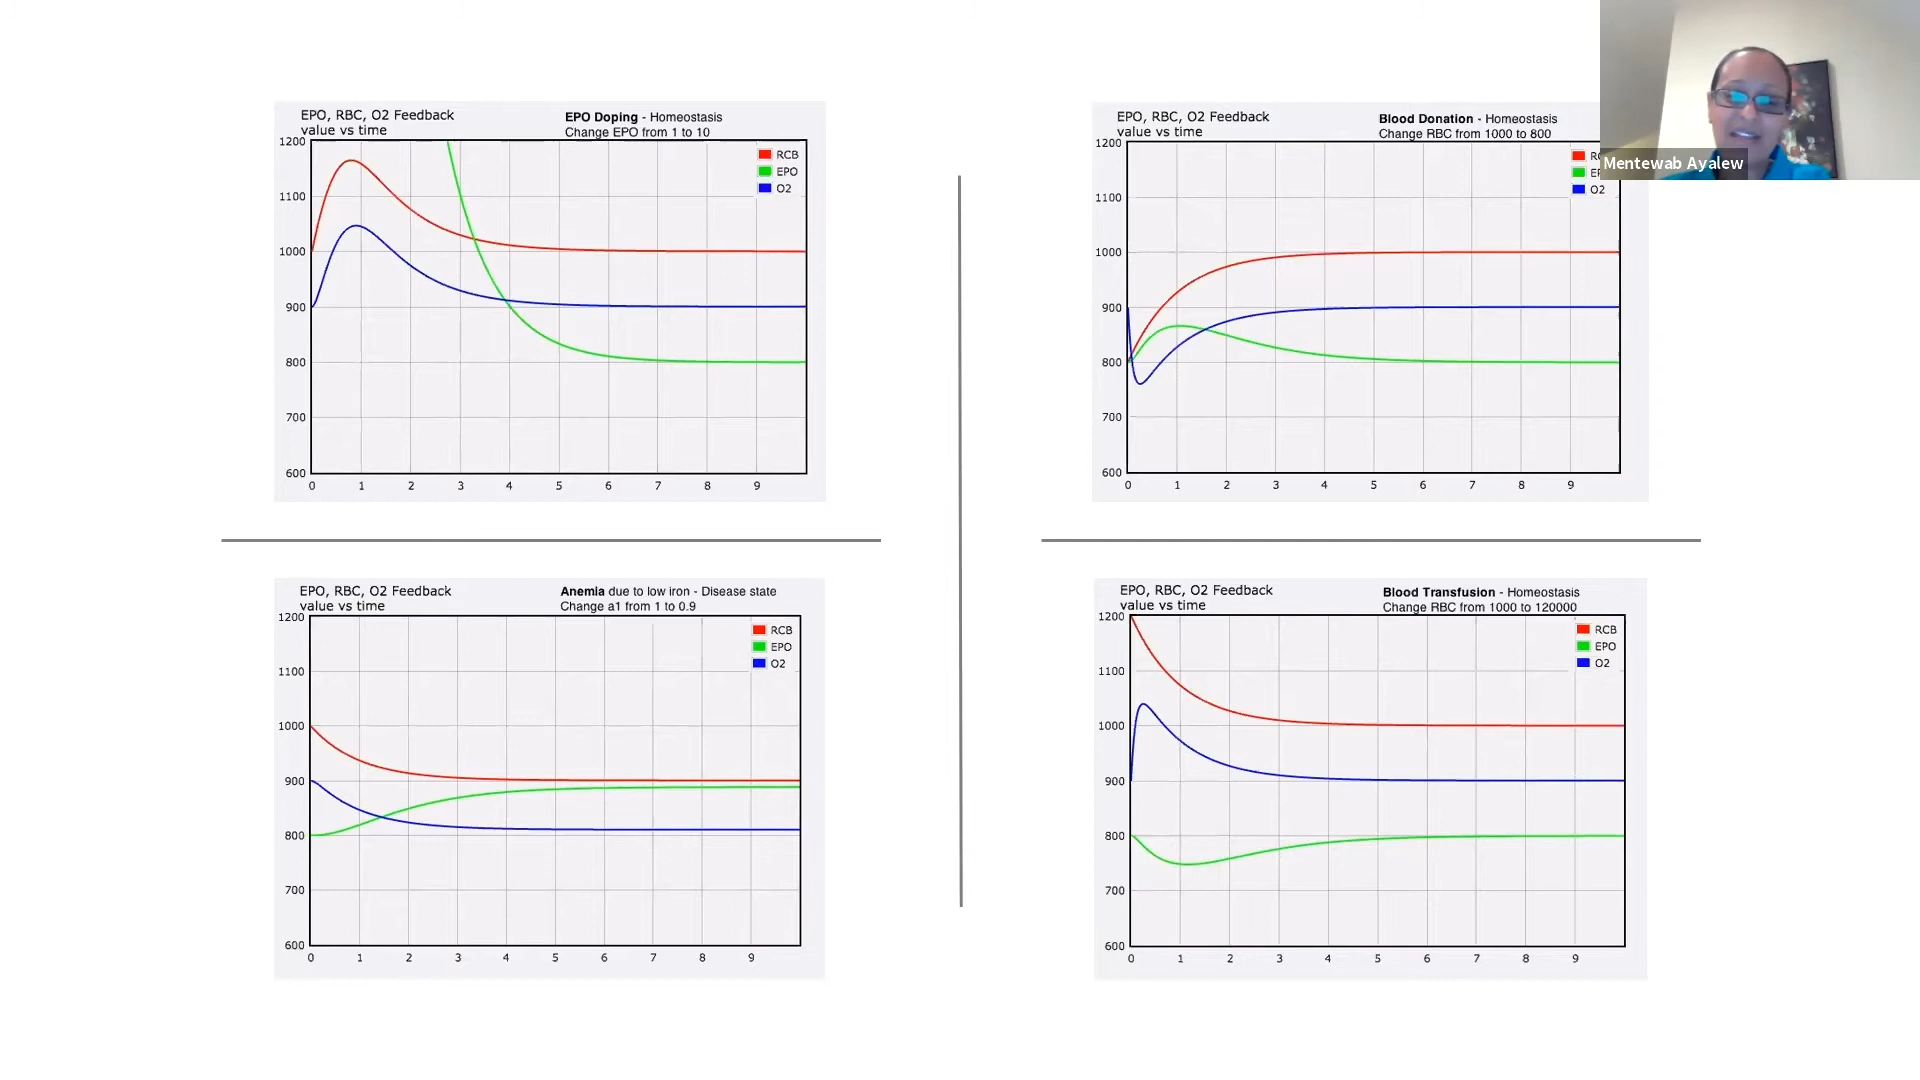 EPO, RBC, O2 Feedback
value vs time
EPO Doping - Homeostasis
Change EPO from 1 to 10
1200
1100
1000
900
800
700
600
RCB
EPO
O2
0 1 2 3 4 5 6 7 8 9
EPO, RBC, O2 Feedback
value vs time
Blood Donation - Homeostasis
Change RBC from 1000 to 800
1200
1100
1000
900
800
700
600
O2
0 1 2 3 4 5 6 7 8 9
Mentewab Ayalew
EPO, RBC, O2 Feedback
value vs time
Anemia due to low iron - Disease state
Change a1 from 1 to 0.9
1200
1100
1000
900
800
700
600
RCB
EPO
O2
0 1 2 3 4 5 6 7 8 9
EPO, RBC, O2 Feedback
value vs time
Blood Transfusion - Homeostasis
Change RBC from 1000 to 120000
1200
1100
1000
900
800
700
600
RCB
EPO
O2
0 1 2 3 4 5 6 7 8 9